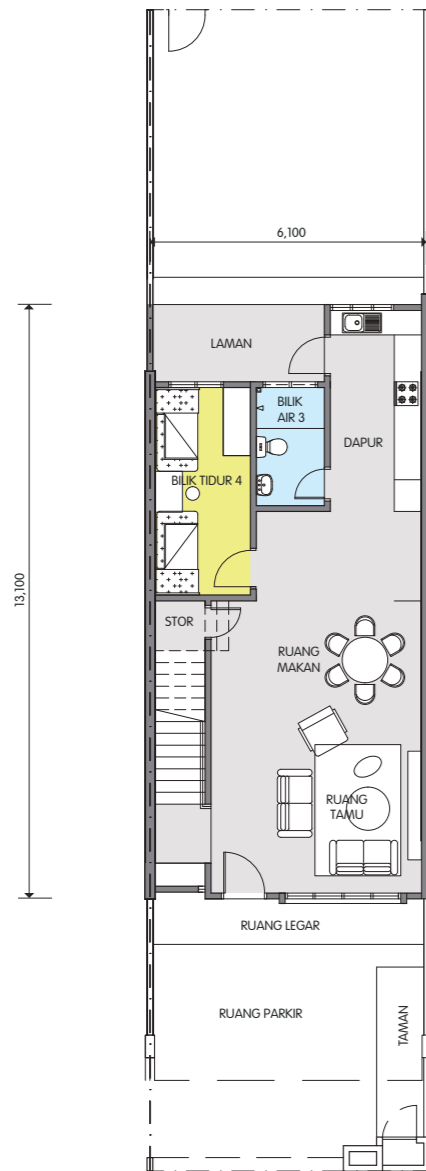 6,100
LAMAN
BILIK
AIR 3
DAPUR
BILIK TIDUR 4
13,100
STOR
RUANG
MAKAN
RUANG
TAMU
RUANG LEGAR
RUANG PARKIR
TAMAN